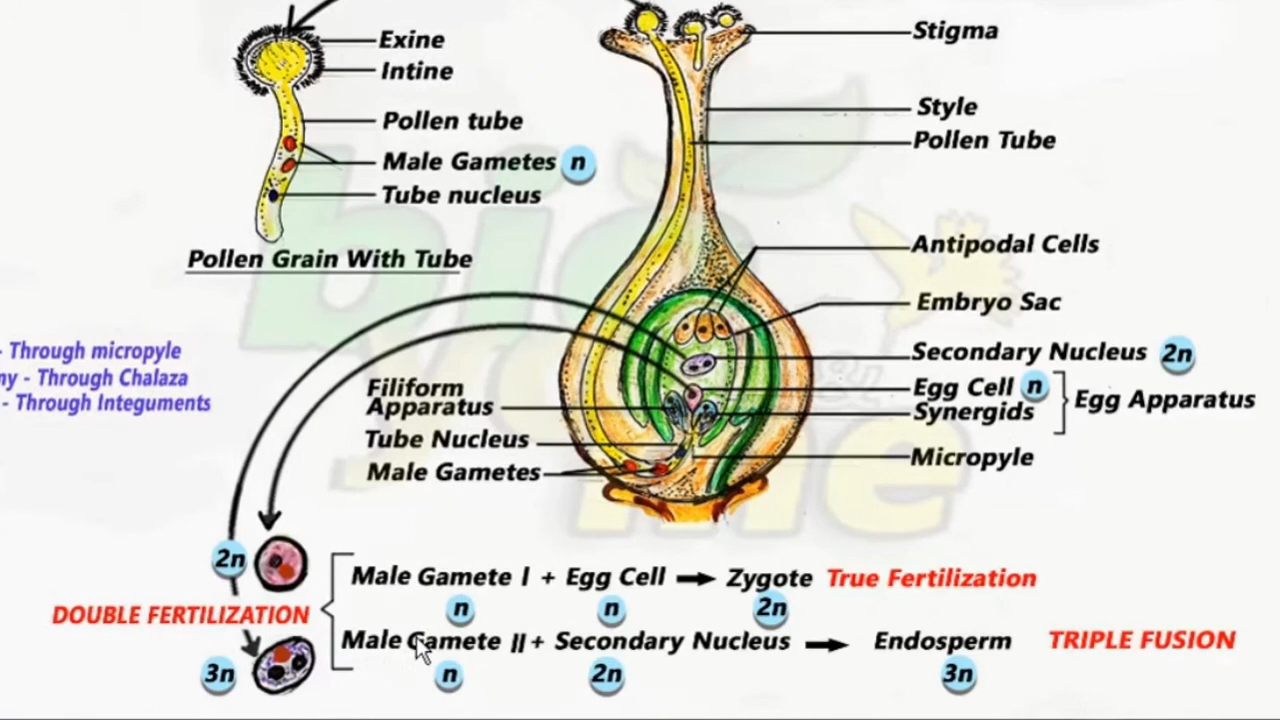 Exine
Intine
Pollen tube
Male Gametes n
Tube nucleus
Pollen Grain With Tube
Stigma
Style
Pollen Tube
Antipodal Cells
Embryo Sac
Secondary Nucleus 2n
Egg Cell n
Synergids
Egg Apparatus
Micropyle
- Through micropyle
my - Through Chalaza
- Through Integuments
Filiform
Apparatus
Tube Nucleus
Male Gametes
2n
DOUBLE FERTILIZATION
3n
Male Gamete I + Egg Cell Zygote True Fertilization
n n 2n
Male Gamete II + Secondary Nucleus Endosperm TRIPLE FUSION
n 2n 3n